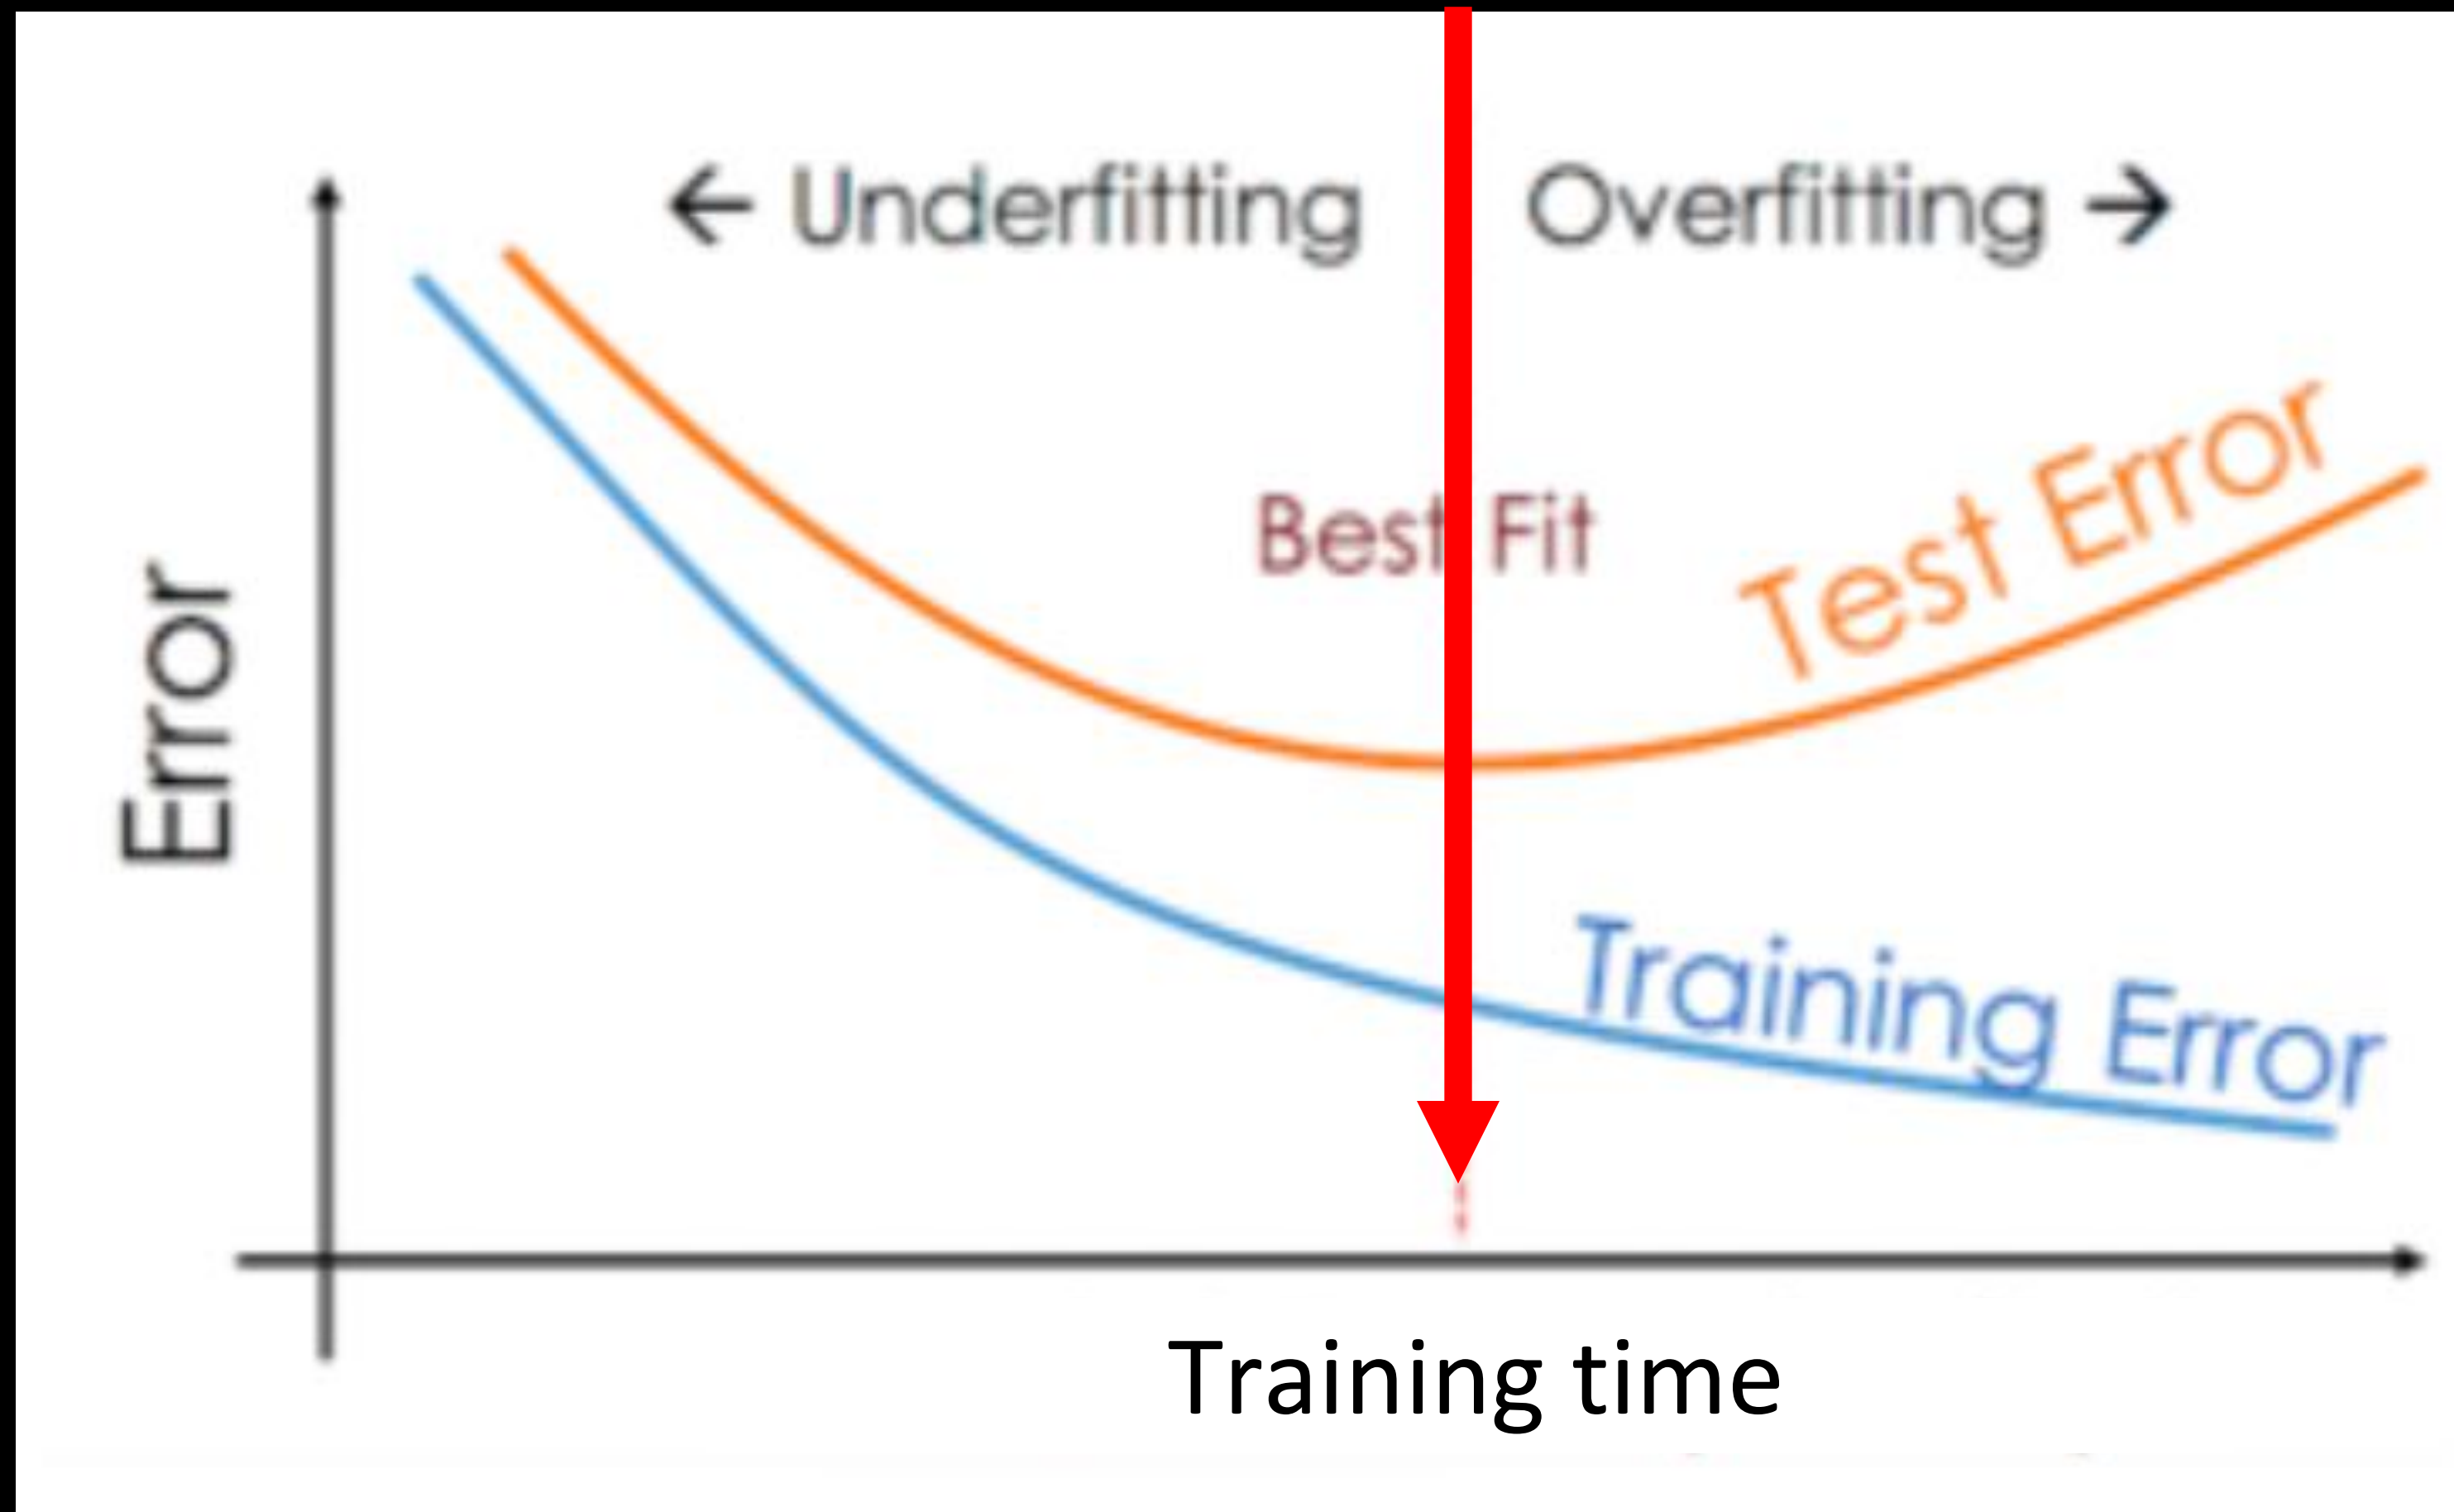 ← Underfitting
Overfitting →
Best Fit
Test Error
Error
Training Error
Training time